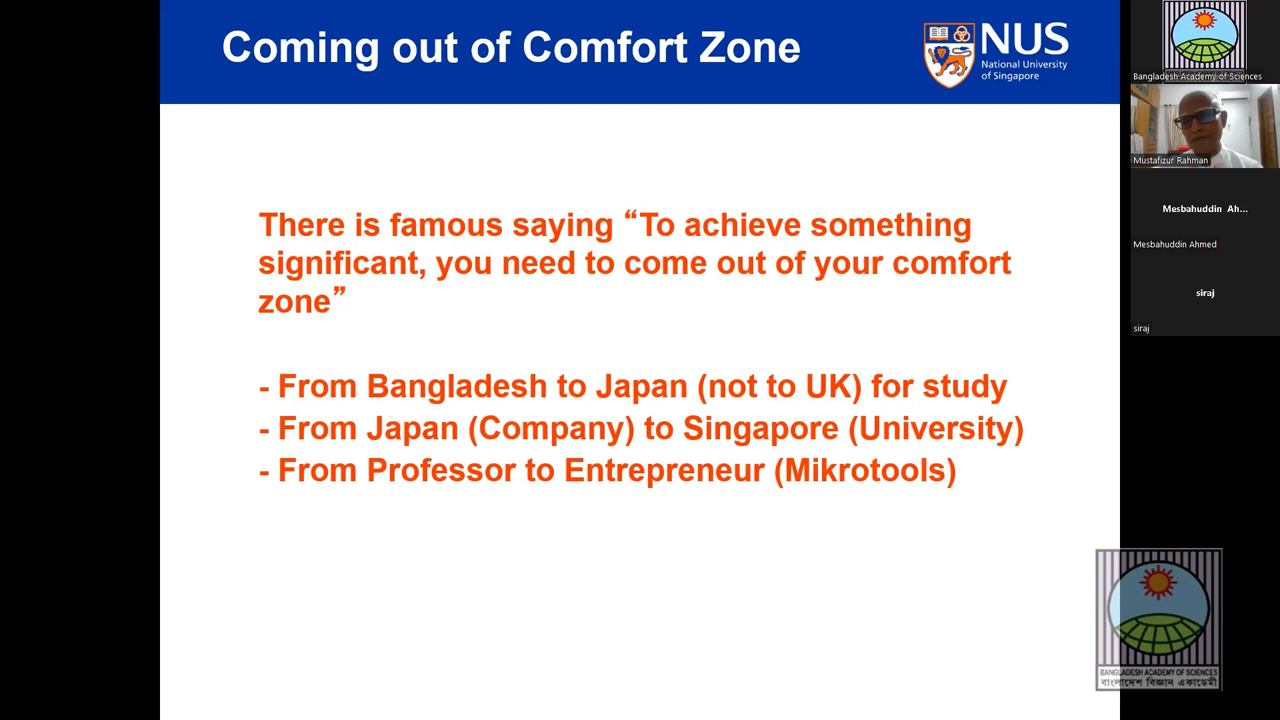 Coming out of Comfort Zone
NUS
National University
of Singapore
There is famous saying “To achieve something
significant, you need to come out of your comfort
zone”
- From Bangladesh to Japan (not to UK) for study
- From Japan (Company) to Singapore (University)
- From Professor to Entrepreneur (Mikrotools)
Bangladesh Academy of Sciences
Mustafizur Rahman
Mesbahuddin Ah...
Mesbahuddin Ahmed
siraj
siraj
BANGLADESH ACADEMY OF SCIENCES
বাংলাদেশ বিজ্ঞান একাডেমী